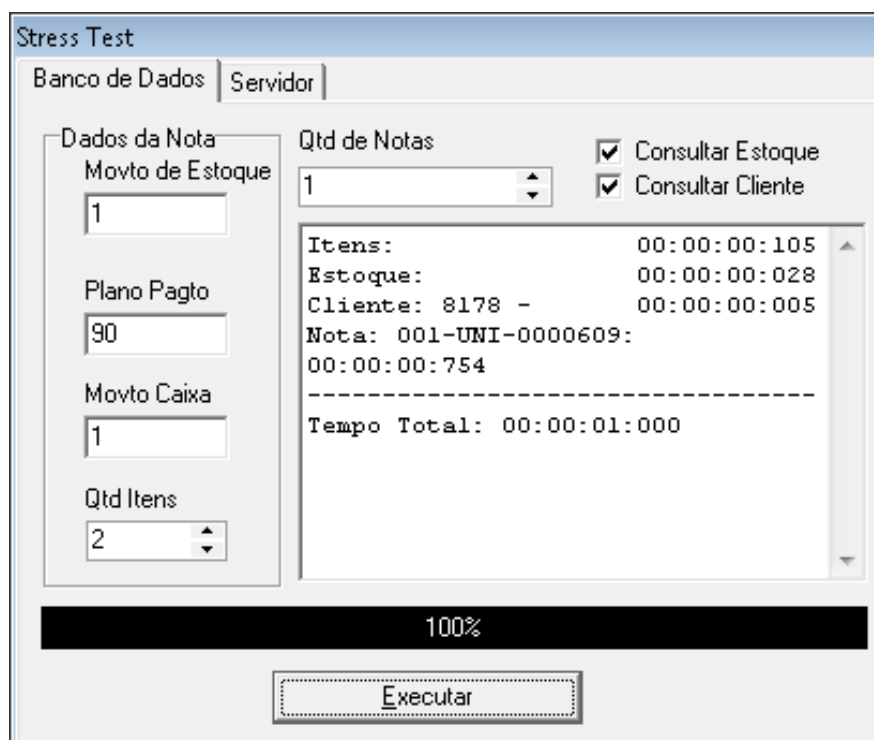 Stress Test
Banco de Dados
Servidor
Dados da Nota
Movto de Estoque
1
Plano Pagto
90
Movto Caixa
1
Qtd Itens
2
Qtd de Notas
1
Consultar Estoque
Consultar Cliente
Itens: 00:00:00:105
Estoque: 00:00:00:028
Cliente: 8178 - 00:00:00:005
Nota: 001-UNI-0000609:
00:00:00:754
----------------------------------
Tempo Total: 00:00:01:000
100%
Executar